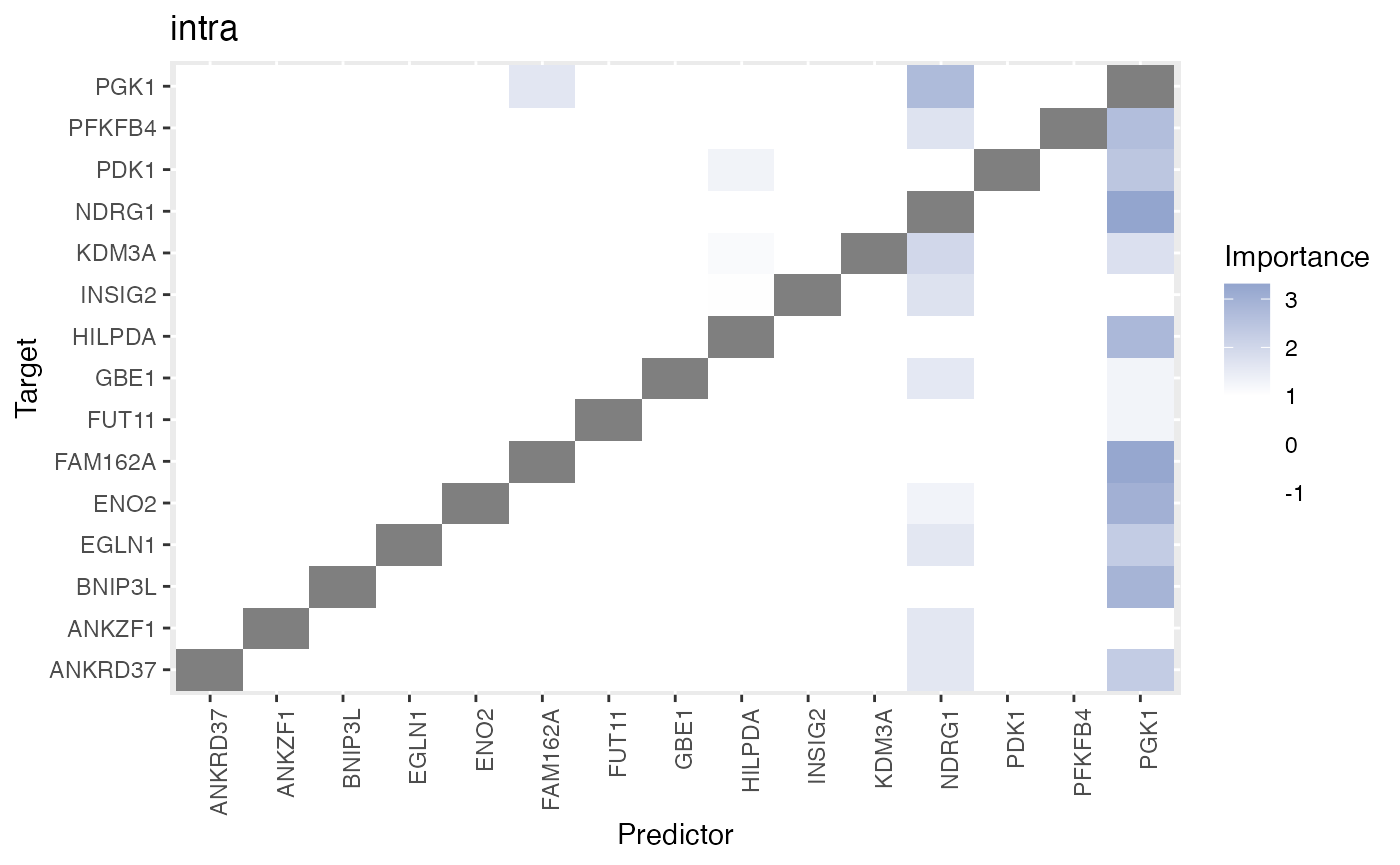 intra
PGK1
PFKFB4
PDK1
NDRG1
KDM3A
INSIG2
HILPDA
GBE1
FUT11
FAM162A
ENO2
EGLN1
BNIP3L
ANKZF1
ANKRD37
Target
ANKRD37
ANKZF1
BNIP3L
EGLN1
ENO2
FAM162A
FUT11
GBE1
HILPDA
INSIG2
KDM3A
NDRG1
PDK1
PFKFB4
PGK1
Predictor
Importance
3
2
1
0
-1